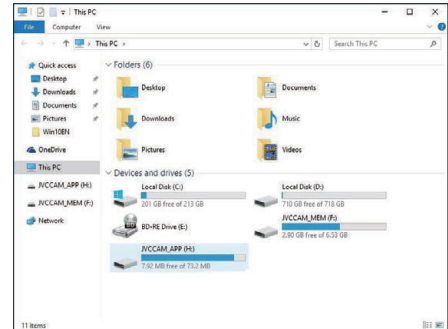 This PC
File Computer View
This PC
Search This PC
Quick access
Desktop
Downloads
Documents
Pictures
Win10EN
OneDrive
This PC
JVCCAM_APP (H:)
JVCCAM_MEM (F:)
Network
Folders (6)
Desktop
Documents
Downloads
Music
Pictures
Videos
Devices and drives (5)
Local Disk (C:)
201 GB free of 213 GB
Local Disk (D:)
710 GB free of 718 GB
BD-RE Drive (E:)
JVCCAM_MEM (F:)
2.90 GB free of 6.53 GB
JVCCAM_APP (H:)
7.92 MB free of 73.2 MB
11 items